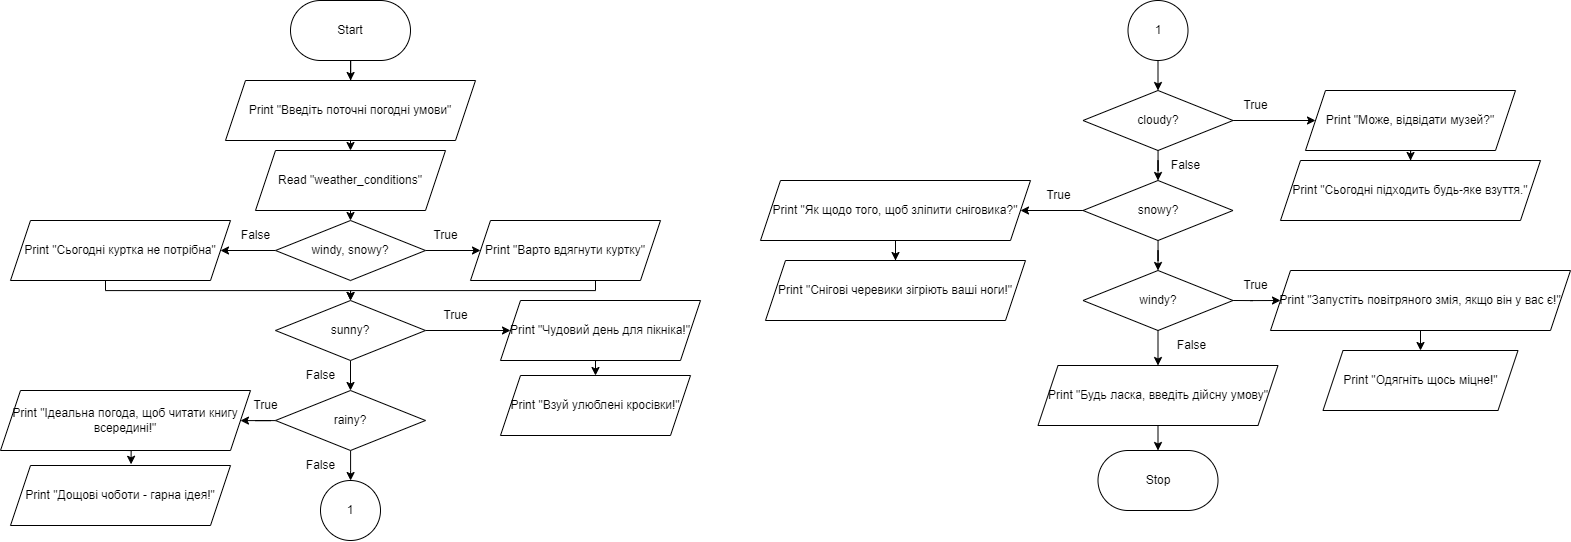 Start
Print "Введіть поточні погодні умови"
Read "weather_conditions"
windy, snowy?
False
True
Print "Сьогодні куртка не потрібна"
Print "Варто вдягнути куртку"
sunny?
True
Print "Чудовий день для пікніка!"
Print "Взуй улюблені кросівки!"
False
rainy?
True
Print "Ідеальна погода, щоб читати книгу
всередині!"
Print "Дощові чоботи - гарна ідея!"
False
1
1
cloudy?
True
Print "Може, відвідати музей?"
Print "Сьогодні підходить будь-яке взуття."
False
snowy?
True
Print "Як щодо того, щоб зліпити сніговика?"
Print "Снігові черевики зігріють ваші ноги!"
windy?
True
Print "Запустіть повітряного змія, якщо він у вас є!"
Print "Одягніть щось міцне!"
False
Print "Будь ласка, введіть дійсну умову"
Stop